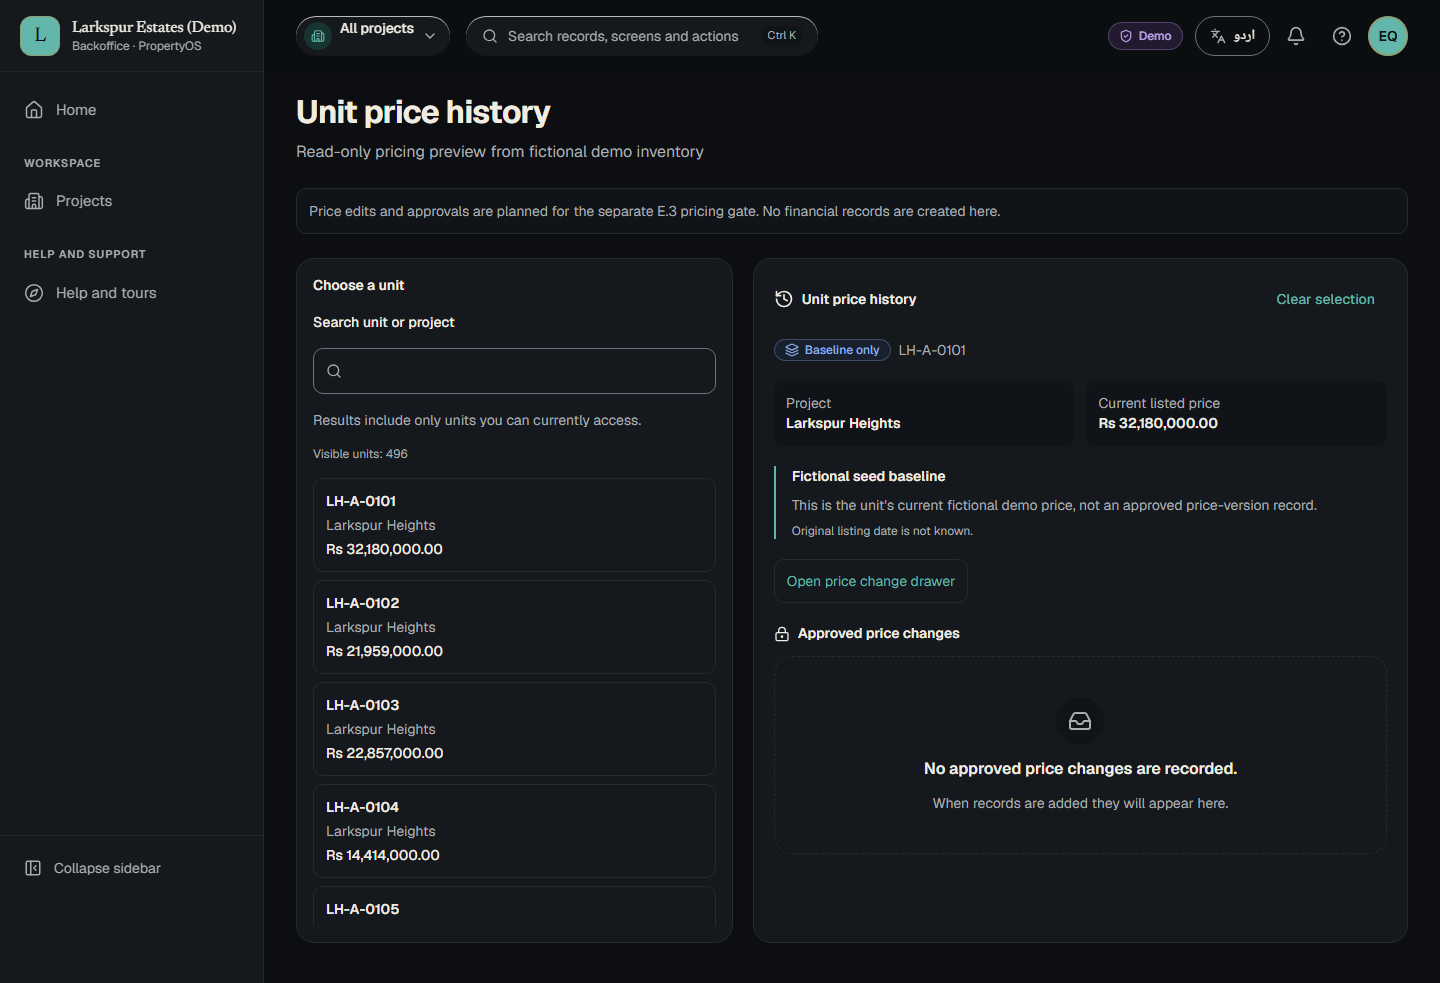 L
Larkspur Estates (Demo)
Backoffice · PropertyOS
Home
WORKSPACE
Projects
HELP AND SUPPORT
Help and tours
Collapse sidebar
All projects
Search records, screens and actions
Ctrl K
Demo
اردو
EQ
Unit price history
Read-only pricing preview from fictional demo inventory
Price edits and approvals are planned for the separate E.3 pricing gate. No financial records are created here.
Choose a unit
Search unit or project
Results include only units you can currently access.
Visible units: 496
LH-A-0101
Larkspur Heights
Rs 32,180,000.00
LH-A-0102
Larkspur Heights
Rs 21,959,000.00
LH-A-0103
Larkspur Heights
Rs 22,857,000.00
LH-A-0104
Larkspur Heights
Rs 14,414,000.00
LH-A-0105
Unit price history
Clear selection
Baseline only
LH-A-0101
Project
Larkspur Heights
Current listed price
Rs 32,180,000.00
Fictional seed baseline
This is the unit's current fictional demo price, not an approved price-version record.
Original listing date is not known.
Open price change drawer
Approved price changes
No approved price changes are recorded.
When records are added they will appear here.